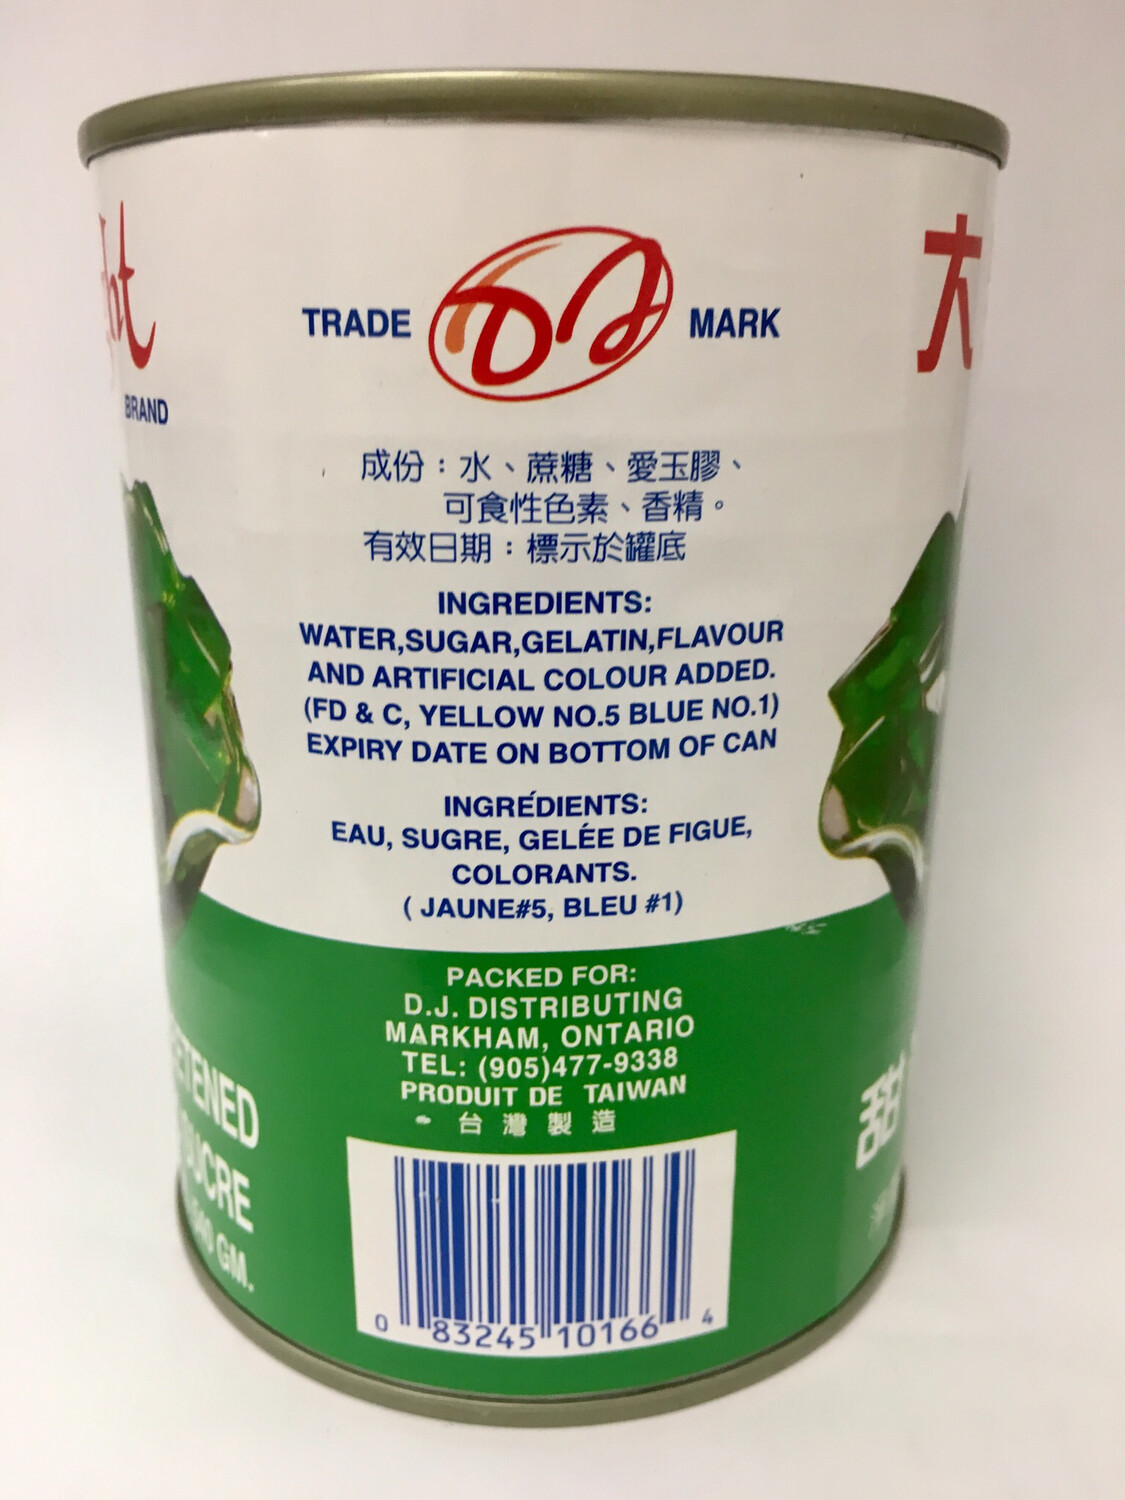 BRAND
TRADE DJ MARK
大
成份：水、蔗糖、愛玉膠、
可食性色素、香精。
有效日期：標示於罐底
INGREDIENTS:
WATER,SUGAR,GELATIN,FLAVOUR
AND ARTIFICIAL COLOUR ADDED.
(FD & C, YELLOW NO.5 BLUE NO.1)
EXPIRY DATE ON BOTTOM OF CAN
INGRÉDIENTS:
EAU, SUGRE, GELÉE DE FIGUE,
COLORANTS.
( JAUNE#5, BLEU #1)
PACKED FOR:
D.J. DISTRIBUTING
MARKHAM, ONTARIO
TEL: (905)477-9338
PRODUIT DE TAIWAN
台灣製造
SUCRE
GM.
甜
0 83245 10166 4